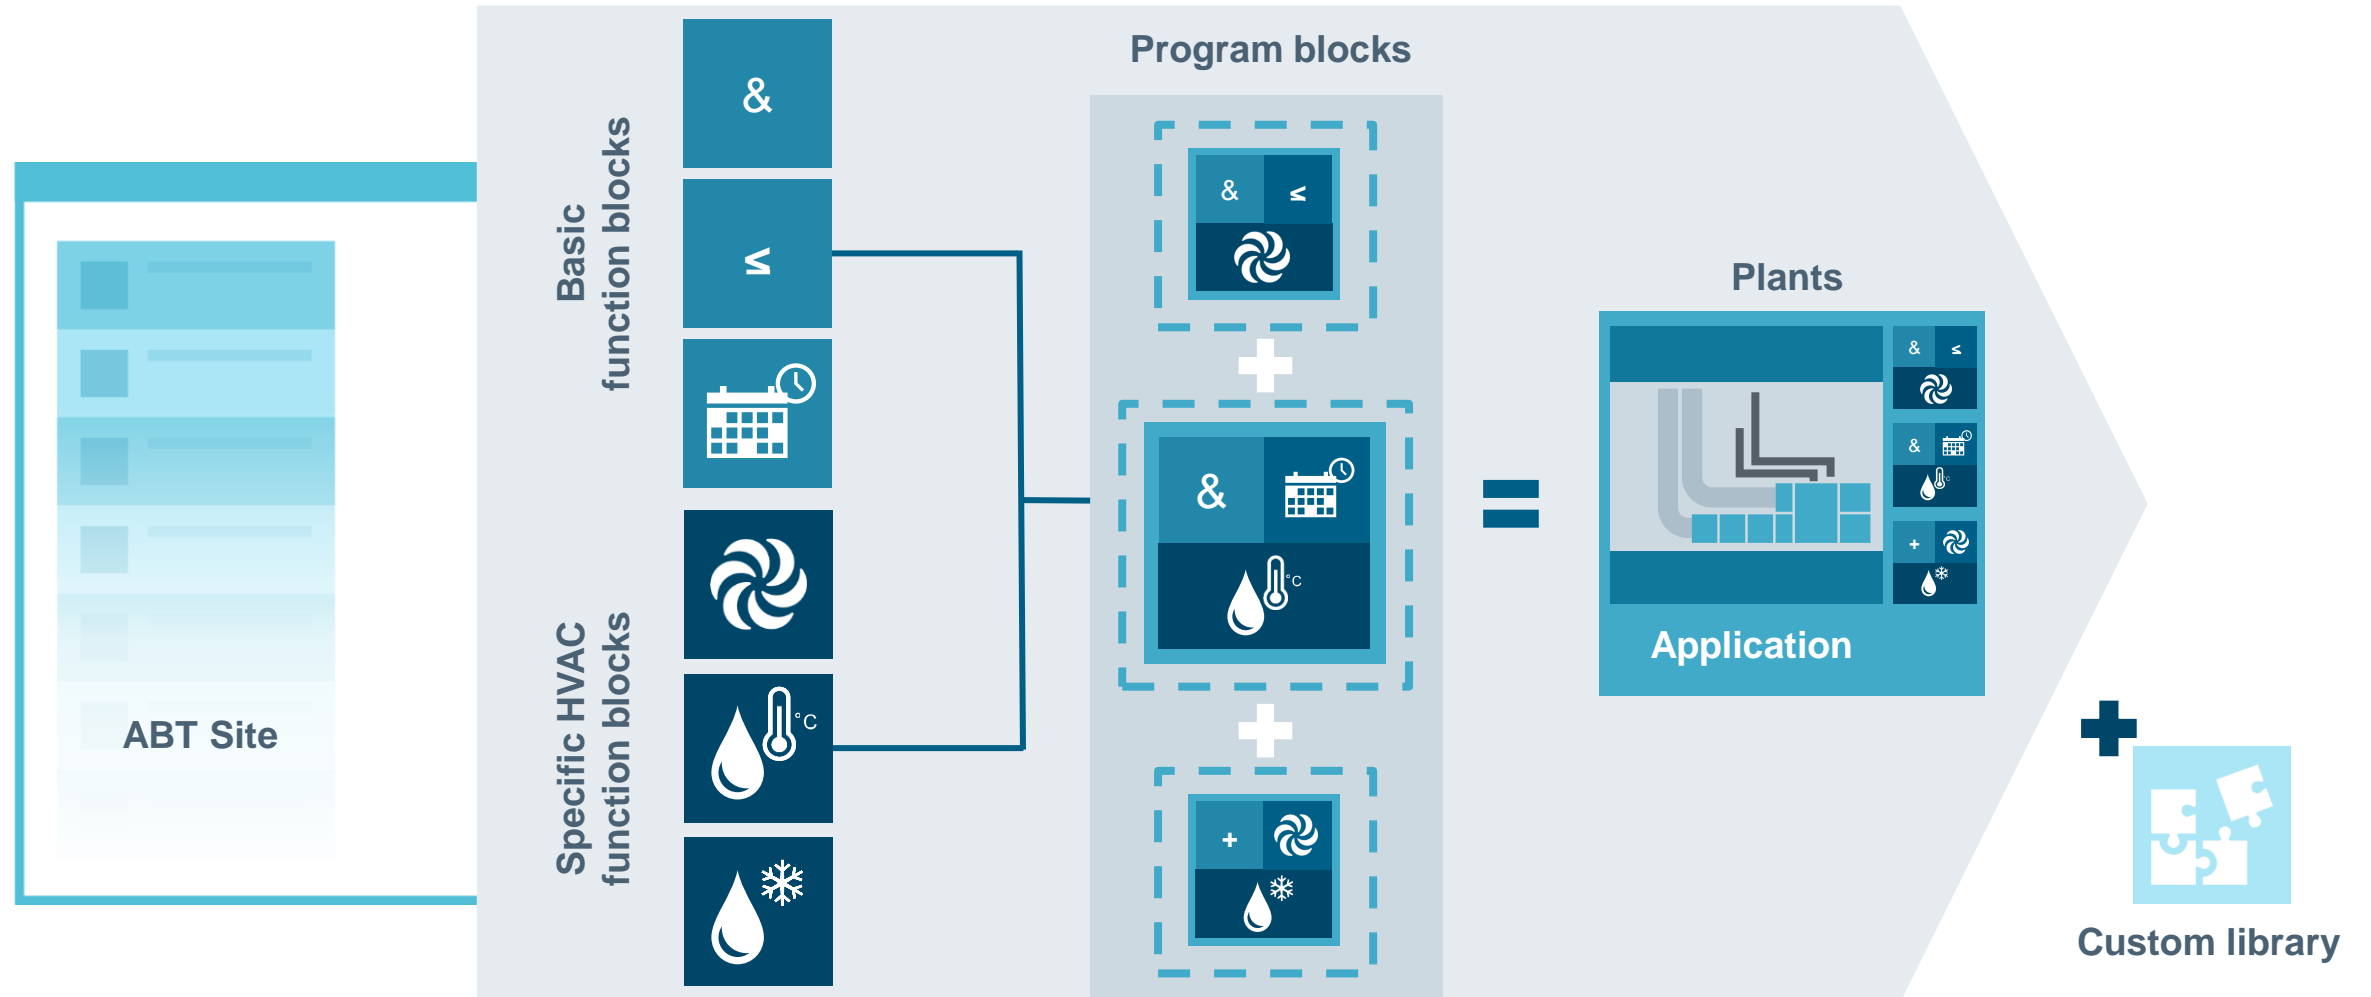 ABT Site
Basic
function blocks
Specific HVAC
function blocks
&
≤
°C
Program blocks
& ≤
&
°C
+
=
Plants
& ≤
&
°C
+
Application
Custom library